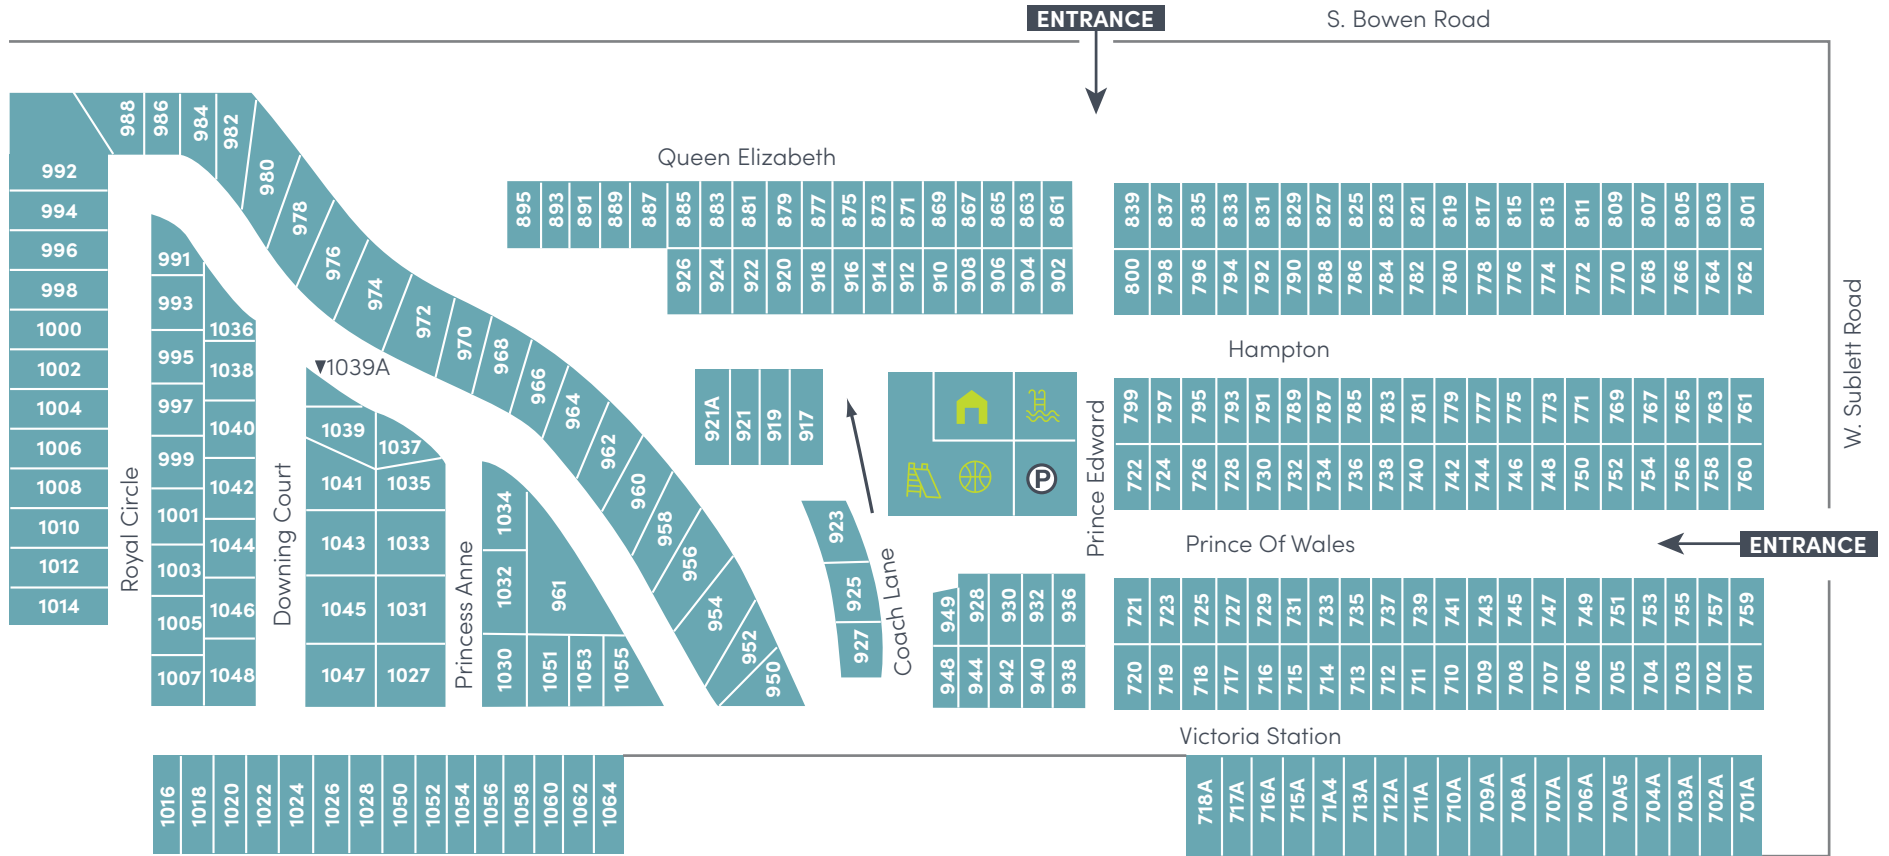 ENTRANCE
S. Bowen Road
988 986 984 982
980
978
976
974
972
970
968
966
964
962
960
958
956
954
952
950
992
994
996
998
1000
1002
1004
1006
1008
1010
1012
1014
Royal Circle
991
993
995
997
999
1001
1003
1005
1007
1036
1038
1040
1042
1044
1046
1048
Downing Court
▼1039A
1039
1037
1041 1035
1043 1033
1045 1031
1047 1027
Princess Anne
1034
1032
961
1030 1051 1053 1055
Queen Elizabeth
895 893 891 889 887 885 883 881 879 877 875 873 871 869 867 865 863 861
926 924 922 920 918 916 914 912 910 908 906 904 902
839 837 835 833 831 829 827 825 823 821 819 817 815 813 811 809 807 805 803 801
800 798 796 794 792 790 788 786 784 782 780 778 776 774 772 770 768 766 764 762
W. Sublett Road
Hampton
921A 921 919 917
P
Prince Edward
799 797 795 793 791 789 787 785 783 781 779 777 775 773 771 769 767 765 763 761
722 724 726 728 730 732 734 736 738 740 742 744 746 748 750 752 754 756 758 760
923
925
927
Coach Lane
Prince Of Wales
ENTRANCE
949 928 930 932 936
948 944 942 940 938
721 723 725 727 729 731 733 735 737 739 741 743 745 747 749 751 753 755 757 759
720 719 718 717 716 715 714 713 712 711 710 709 708 707 706 705 704 703 702 701
Victoria Station
1016 1018 1020 1022 1024 1026 1028 1050 1052 1054 1056 1058 1060 1062 1064
718A 717A 716A 715A 71A4 713A 712A 711A 710A 709A 708A 707A 706A 70A5 704A 703A 702A 701A